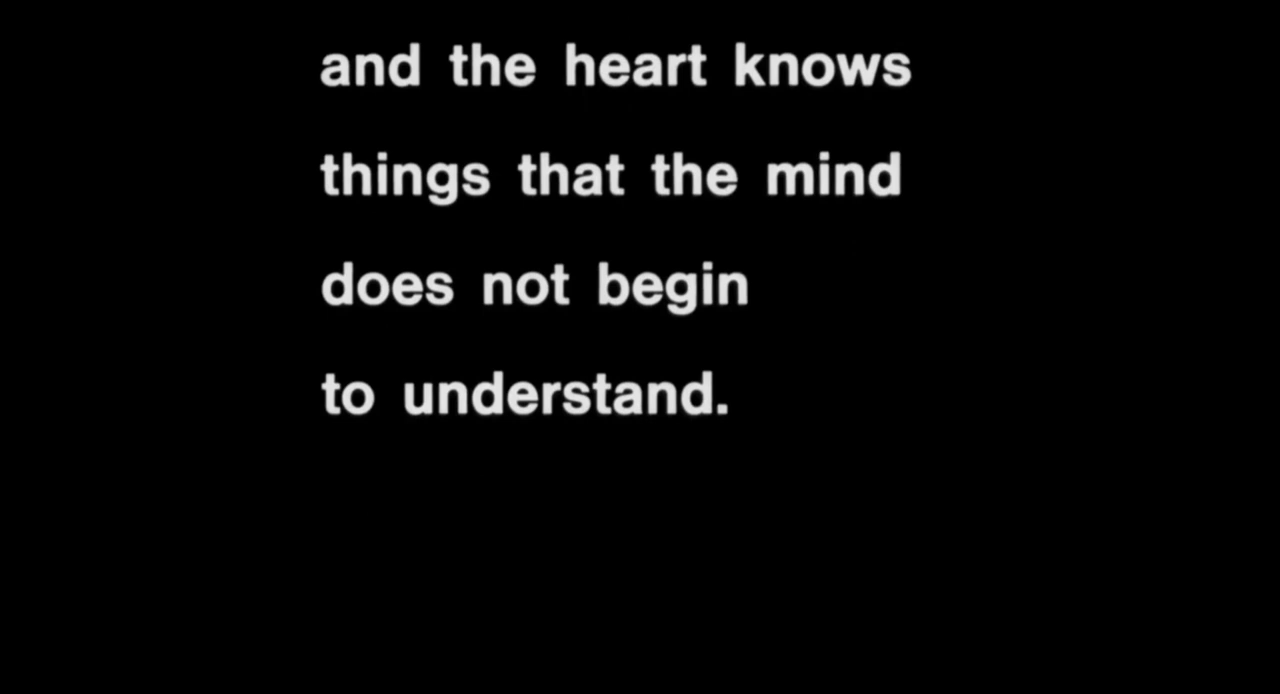 and the heart knows
things that the mind
does not begin
to understand.